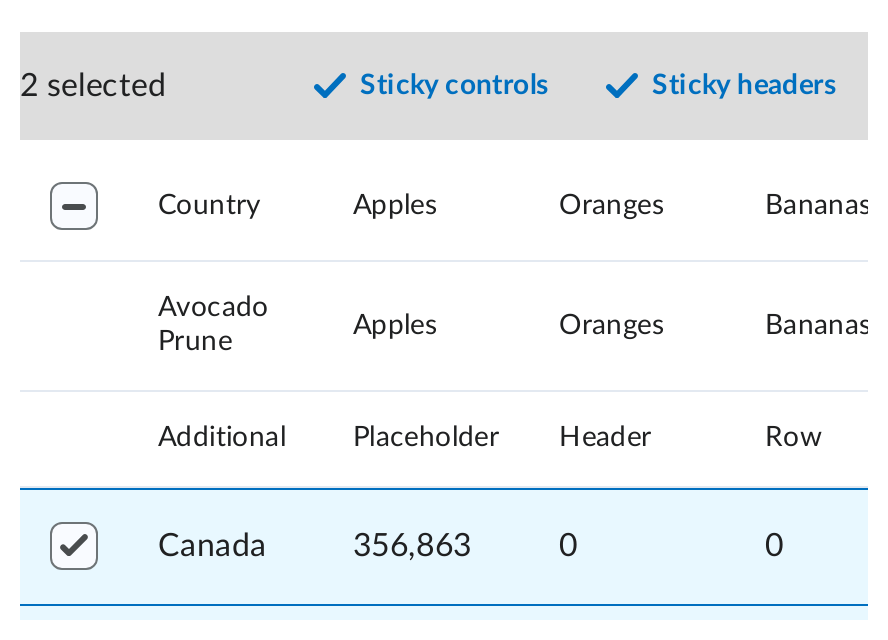 2 selected Sticky controls Sticky headers
Country Apples Oranges Bananas
Avocado
Prune Apples Oranges Bananas
Additional Placeholder Header Row
Canada 356,863 0 0